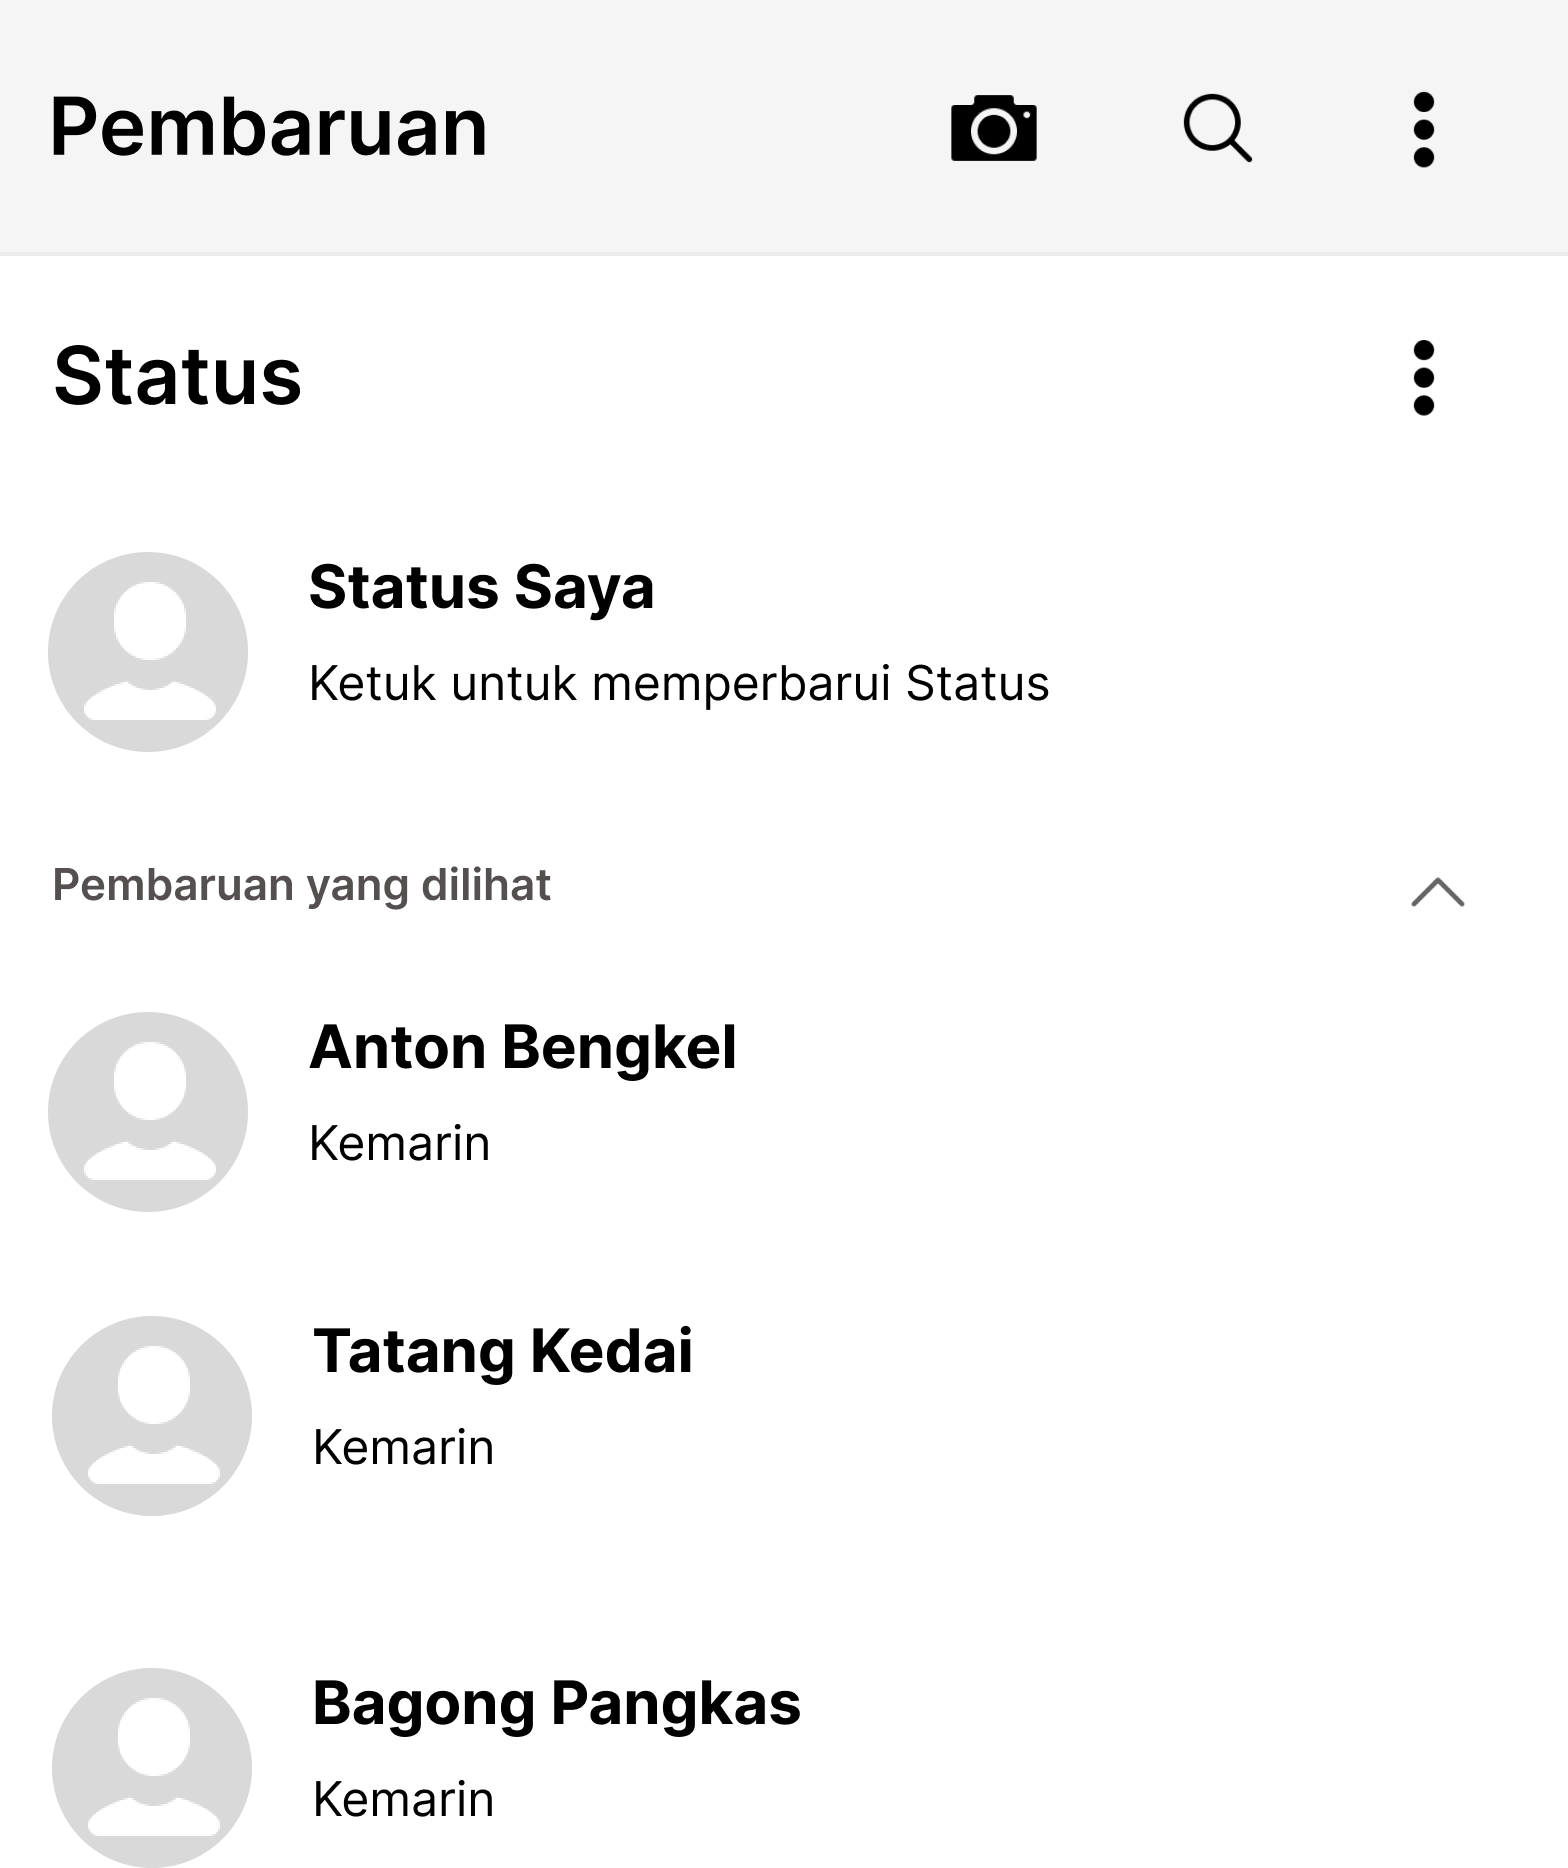 Pembaruan
Status
Status Saya
Ketuk untuk memperbarui Status
Pembaruan yang dilihat
Anton Bengkel
Kemarin
Tatang Kedai
Kemarin
Bagong Pangkas
Kemarin